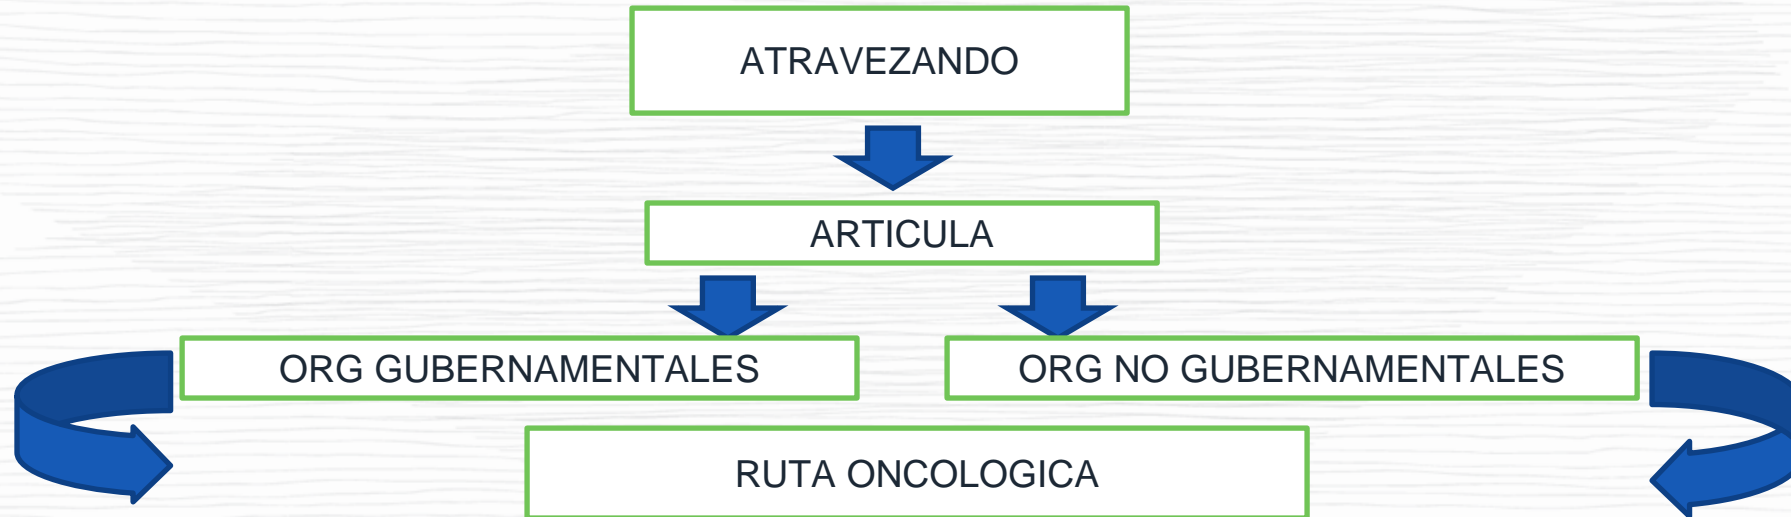 ATRAVEZANDO
ARTICULA
ORG GUBERNAMENTALES
ORG NO GUBERNAMENTALES
RUTA ONCOLOGICA